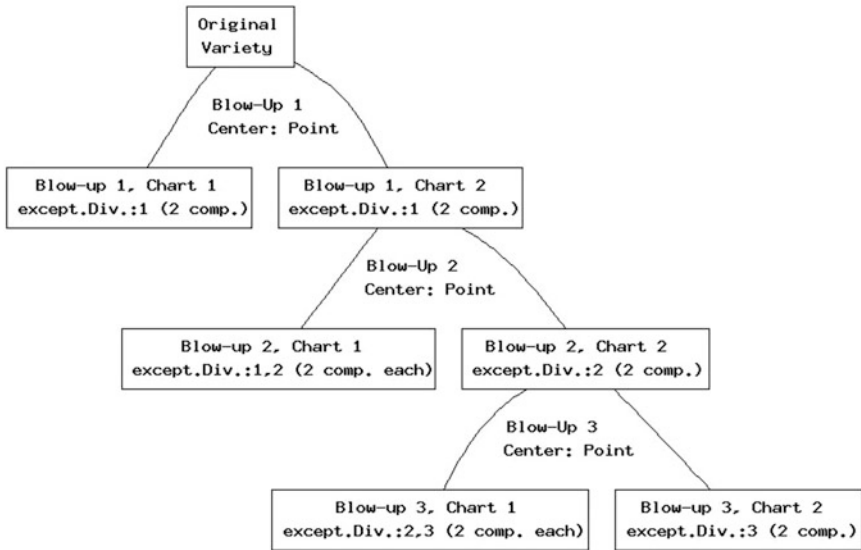 Original
Variety
Blow-Up 1
Center: Point
Blow-up 1, Chart 1
except.Div.:1 (2 comp.)
Blow-up 1, Chart 2
except.Div.:1 (2 comp.)
Blow-Up 2
Center: Point
Blow-up 2, Chart 1
except.Div.:1,2 (2 comp. each)
Blow-up 2, Chart 2
except.Div.:2 (2 comp.)
Blow-Up 3
Center: Point
Blow-up 3, Chart 1
except.Div.:2,3 (2 comp. each)
Blow-up 3, Chart 2
except.Div.:3 (2 comp.)